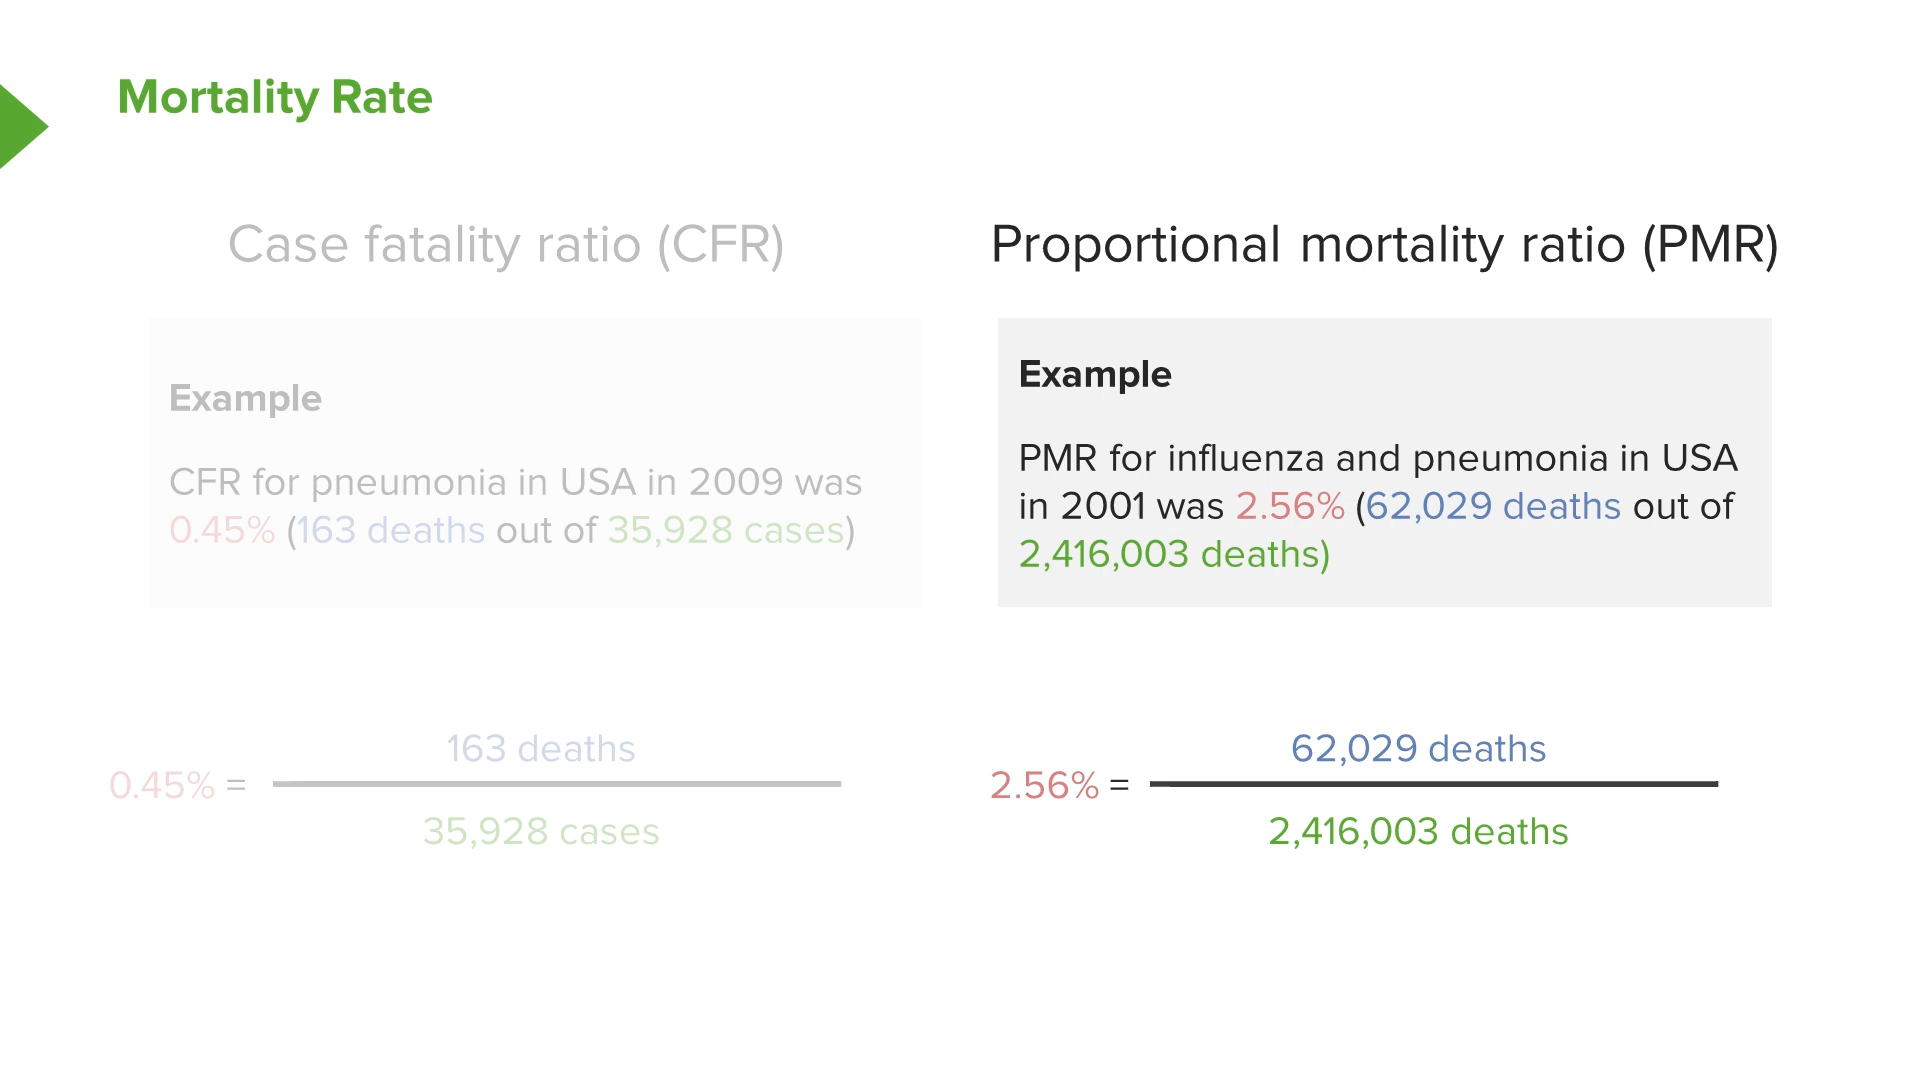 Mortality Rate
Case fatality ratio (CFR)
Example
CFR for pneumonia in USA in 2009 was
0.45% (163 deaths out of 35,928 cases)
163 deaths
0.45% =
35,928 cases
Proportional mortality ratio (PMR)
Example
PMR for influenza and pneumonia in USA
in 2001 was 2.56% (62,029 deaths out of
2,416,003 deaths)
62,029 deaths
2.56% =
2,416,003 deaths